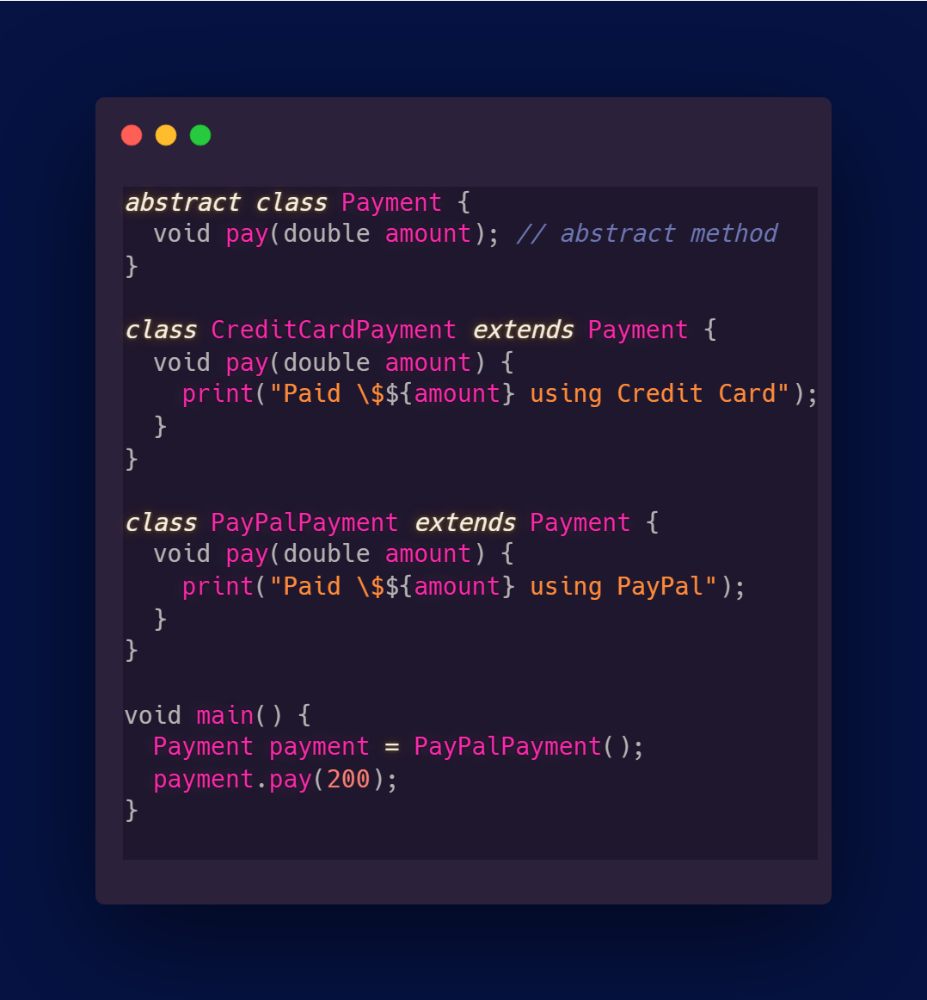 abstract class Payment {
  void pay(double amount); // abstract method
}

class CreditCardPayment extends Payment {
  void pay(double amount) {
    print("Paid \$${amount} using Credit Card");
  }
}

class PayPalPayment extends Payment {
  void pay(double amount) {
    print("Paid \$${amount} using PayPal");
  }
}

void main() {
  Payment payment = PayPalPayment();
  payment.pay(200);
}